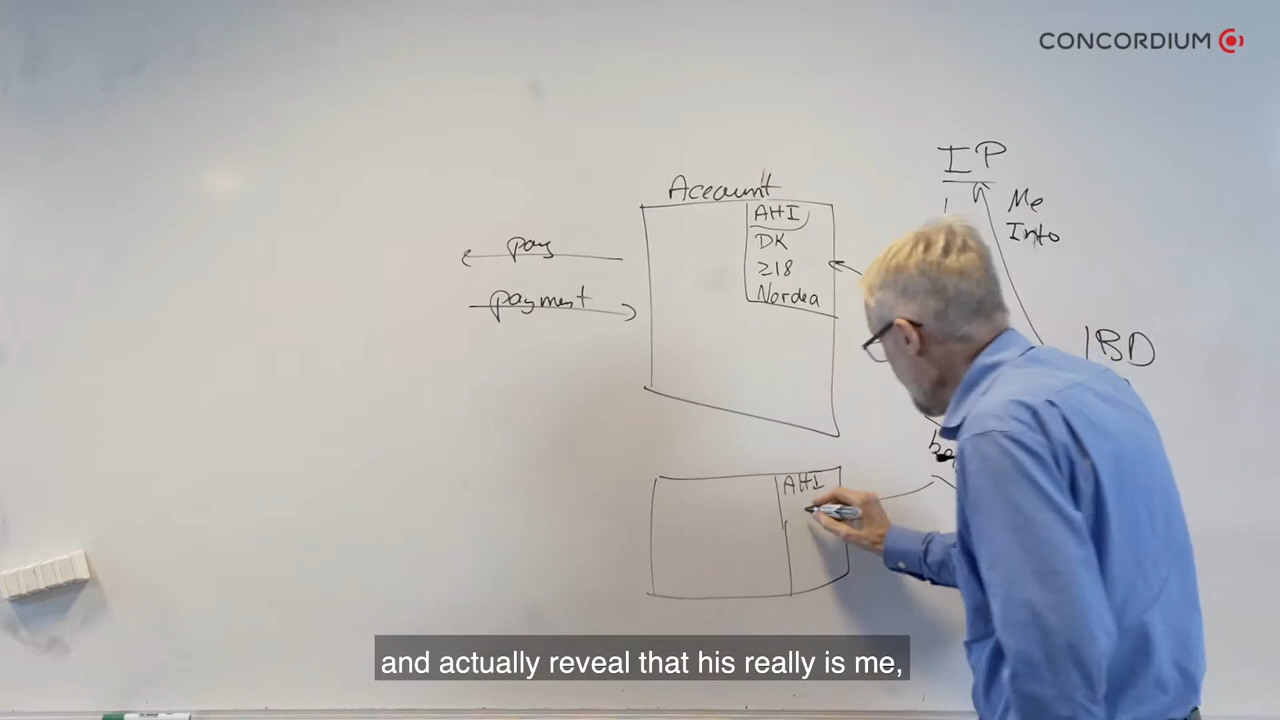 CONCORDIUM
IP
Me
Into
Account
AHI
DK
≥18
Nordea
pay
payment
IBD
AHI
and actually reveal that his really is me,